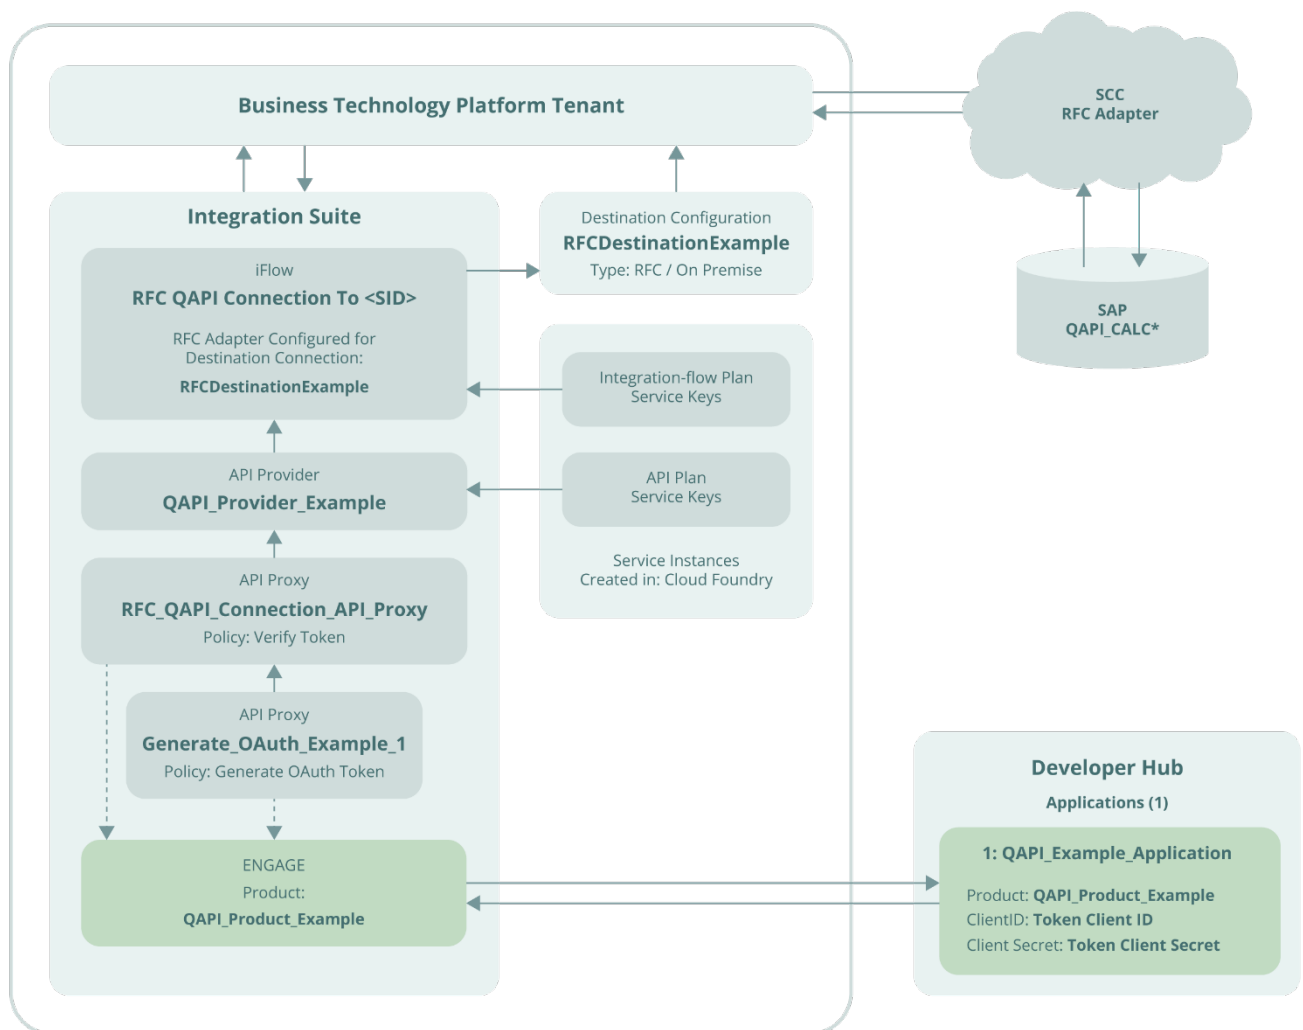 Business Technology Platform Tenant
SCC
RFC Adapter
Integration Suite
iFlow
RFC QAPI Connection To <SID>
RFC Adapter Configured for
Destination Connection:
RFCDestinationExample
Destination Configuration
RFCDestinationExample
Type: RFC / On Premise
SAP
QAPI_CALC*
Integration-flow Plan
Service Keys
API Plan
Service Keys
Service Instances
Created in: Cloud Foundry
API Provider
QAPI_Provider_Example
API Proxy
RFC_QAPI_Connection_API_Proxy
Policy: Verify Token
API Proxy
Generate_OAuth_Example_1
Policy: Generate OAuth Token
ENGAGE
Product:
QAPI_Product_Example
Developer Hub
Applications (1)
1: QAPI_Example_Application
Product: QAPI_Product_Example
ClientID: Token Client ID
Client Secret: Token Client Secret